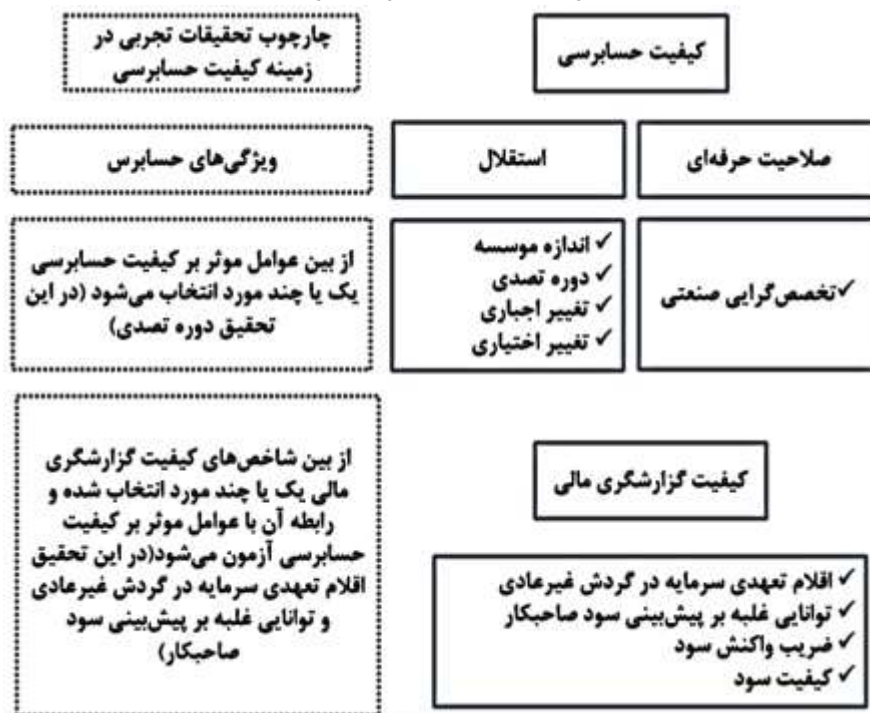 کیفیت حسابرسی
چارچوب تحقیقات تجربی در
زمینه کیفیت حسابرسی
صلاحیت حرفه‌ای
استقلال
ویژگی‌های حسابرس
✓تخصص‌گرایی صنعتی
✓ اندازه موسسه
✓ دوره تصدی
✓ تغییر اجباری
✓ تغییر اختیاری
از بین عوامل موثر بر کیفیت حسابرسی
یک یا چند مورد انتخاب می‌شود (در این
تحقیق دوره تصدی)
کیفیت گزارشگری مالی
✓ اقلام تعهدی سرمایه در گردش غیرعادی
✓ توانایی غلبه بر پیش‌بینی سود صاحبکار
✓ ضریب واکنش سود
✓ کیفیت سود
از بین شاخص‌های کیفیت گزارشگری
مالی یک یا چند مورد انتخاب شده و
رابطه آن با عوامل موثر بر کیفیت
حسابرسی آزمون می‌شود(در این تحقیق
اقلام تعهدی سرمایه در گردش غیرعادی
و توانایی غلبه بر پیش‌بینی سود
صاحبکار)